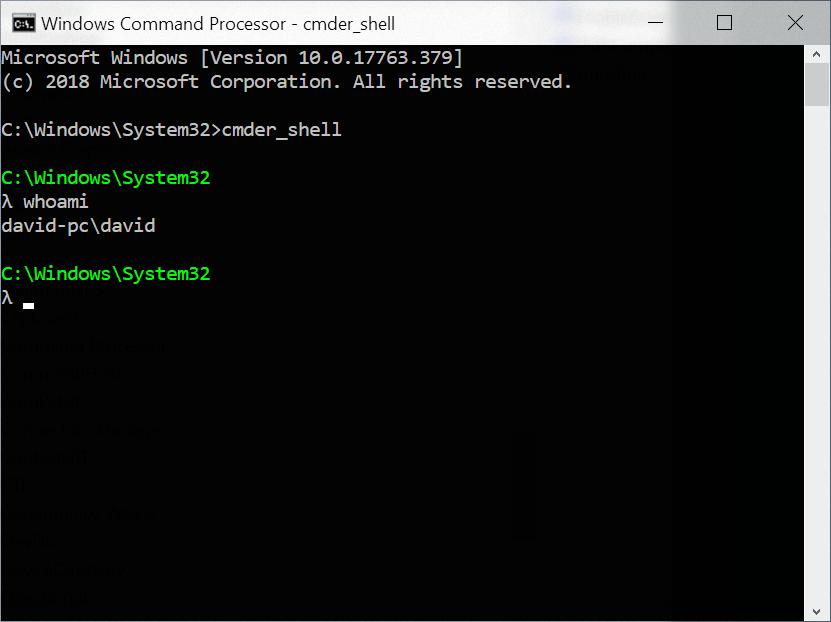 Windows Command Processor - cmder_shell
Microsoft Windows [Version 10.0.17763.379]
(c) 2018 Microsoft Corporation. All rights reserved.
C:\Windows\System32>cmder_shell
C:\Windows\System32
λ whoami
david-pc\david
C:\Windows\System32
λ